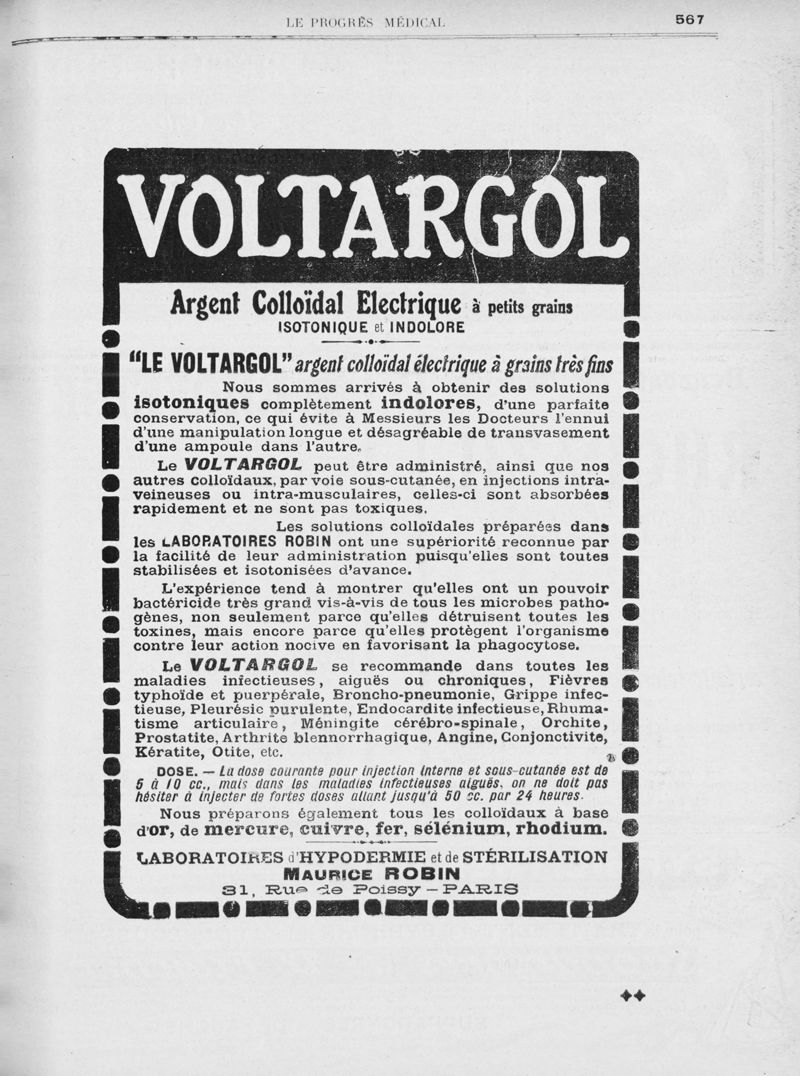 LE PROGRÈS MÉDICAL
567
VOLTARGOL
Argent Colloïdal Electrique à petits grains
ISOTONIQUE et INDOLORE
"LE VOLTARGOL" argent colloïdal électrique à grains très fins
Nous sommes arrivés à obtenir des solutions
isotoniques complètement indolores, d'une parfaite
conservation, ce qui évite à Messieurs les Docteurs l'ennui
d'une manipulation longue et désagréable de transvasement
d'une ampoule dans l'autre.
Le VOLTARGOL peut être administré, ainsi que nos
autres colloïdaux, par voie sous-cutanée, en injections intra-
veineuses ou intra-musculaires, celles-ci sont absorbées
rapidement et ne sont pas toxiques.
Les solutions colloïdales préparées dans
les LABORATOIRES ROBIN ont une supériorité reconnue par
la facilité de leur administration puisqu'elles sont toutes
stabilisées et isotonisées d'avance.
L'expérience tend à montrer qu'elles ont un pouvoir
bactéricide très grand vis-à-vis de tous les microbes patho-
gènes, non seulement parce qu'elles détruisent toutes les
toxines, mais encore parce qu'elles protègent l'organisme
contre leur action nocive en favorisant la phagocytose.
Le VOLTARGOL se recommande dans toutes les
maladies infectieuses, aiguës ou chroniques, Fièvres
typhoïde et puerpérale, Broncho-pneumonie, Grippe infec-
tieuse, Pleurésie purulente, Endocardite infectieuse, Rhuma-
tisme articulaire, Méningite cérébro-spinale, Orchite,
Prostatite, Arthrite blennorrhagique, Angine, Conjonctivite,
Kératite, Otite, etc.
DOSE. — La dose courante pour injection interne et sous-cutanée est de
5 à 10 cc., mais dans les maladies infectieuses aiguës, on ne doit pas
hésiter à injecter de fortes doses allant jusqu'à 50 cc. par 24 heures.
Nous préparons également tous les colloïdaux à base
d'or, de mercure, cuivre, fer, sélénium, rhodium.
LABORATOIRES d'HYPODERMIE et de STÉRILISATION
MAURICE ROBIN
31, Rue de Poissy — PARIS